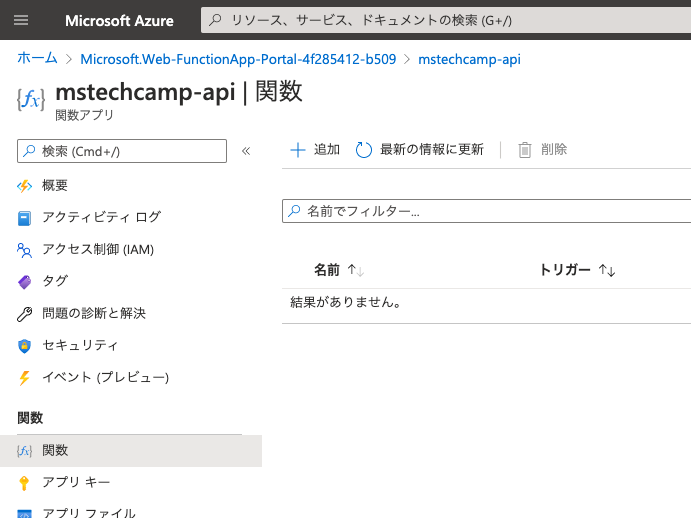 Microsoft Azure
リソース、サービス、ドキュメントの検索 (G+/)
ホーム > Microsoft.Web-FunctionApp-Portal-4f285412-b509 > mstechcamp-api
{fx} mstechcamp-api | 関数
関数アプリ
検索 (Cmd+/) «
追加 最新の情報に更新 削除
概要
アクティビティ ログ
アクセス制御 (IAM)
タグ
問題の診断と解決
セキュリティ
イベント (プレビュー)
関数
{fx} 関数
アプリ キー
アプリ ファイル
名前でフィルター...
名前 ↑↓ トリガー ↑↓
結果がありません。